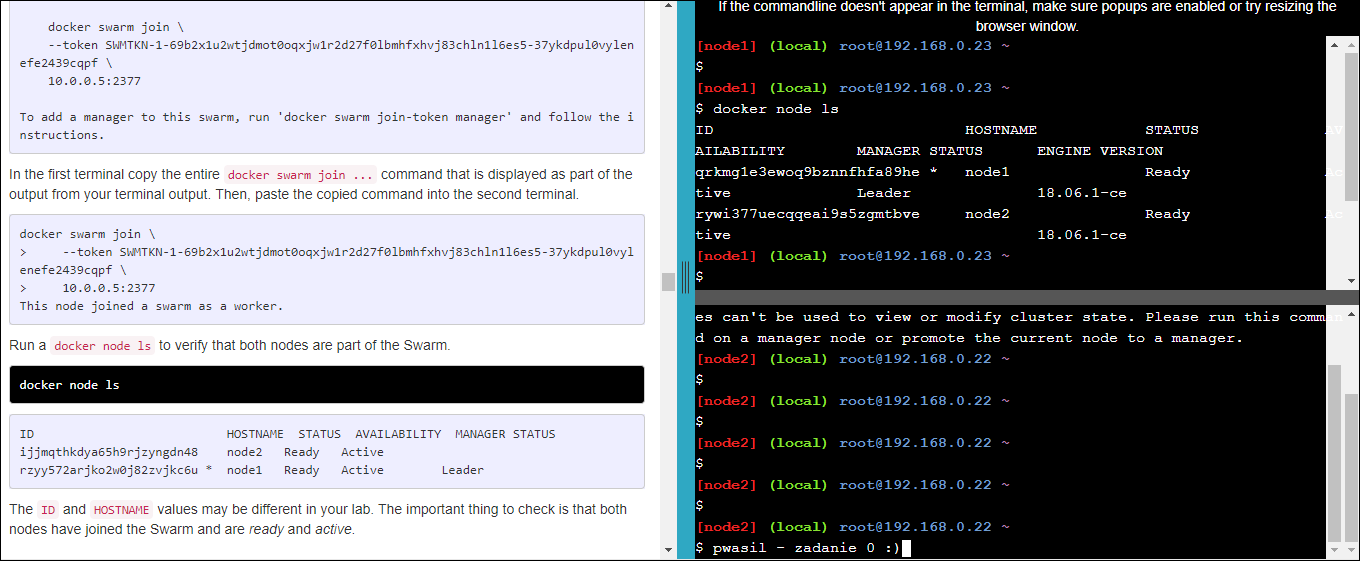 docker swarm join \
--token SWMTKN-1-69b2x1u2wtjdmot0oqxjw1r2d27f0lbmhfxhvj83chln1l6es5-37ykdpul0vylen
efe2439cqpf \
10.0.0.5:2377
To add a manager to this swarm, run 'docker swarm join-token manager' and follow the i
nstructions.
In the first terminal copy the entire docker swarm join ... command that is displayed as part of the
output from your terminal output. Then, paste the copied command into the second terminal.
docker swarm join \
>     --token SWMTKN-1-69b2x1u2wtjdmot0oqxjw1r2d27f0lbmhfxhvj83chln1l6es5-37ykdpul0vyl
enefe2439cqpf \
>     10.0.0.5:2377
This node joined a swarm as a worker.
Run a docker node ls to verify that both nodes are part of the Swarm.
docker node ls
ID                           HOSTNAME  STATUS  AVAILABILITY  MANAGER STATUS
ijjmqthkdya65h9rjzyngdn48    node2   Ready   Active
rzyy572arjko2w0j82zvjkc6u *  node1   Ready   Active        Leader
The ID and HOSTNAME values may be different in your lab. The important thing to check is that both
nodes have joined the Swarm and are ready and active.
If the commandline doesn't appear in the terminal, make sure popups are enabled or try resizing the
browser window.
[node1] (local) root@192.168.0.23 ~
$
[node1] (local) root@192.168.0.23 ~
$ docker node ls
ID                            HOSTNAME            STATUS              AV
AILABILITY        MANAGER STATUS      ENGINE VERSION
qrkmg1e3ewoq9bznnfhfa89he *   node1               Ready               Ac
tive              Leader              18.06.1-ce
rywi377uecqqeai9s5zgmtbve     node2               Ready               Ac
tive                                  18.06.1-ce
[node1] (local) root@192.168.0.23 ~
$
es can't be used to view or modify cluster state. Please run this comman
d on a manager node or promote the current node to a manager.
[node2] (local) root@192.168.0.22 ~
$
[node2] (local) root@192.168.0.22 ~
$
[node2] (local) root@192.168.0.22 ~
$
[node2] (local) root@192.168.0.22 ~
$
[node2] (local) root@192.168.0.22 ~
$ pwasil - zadanie 0 :)